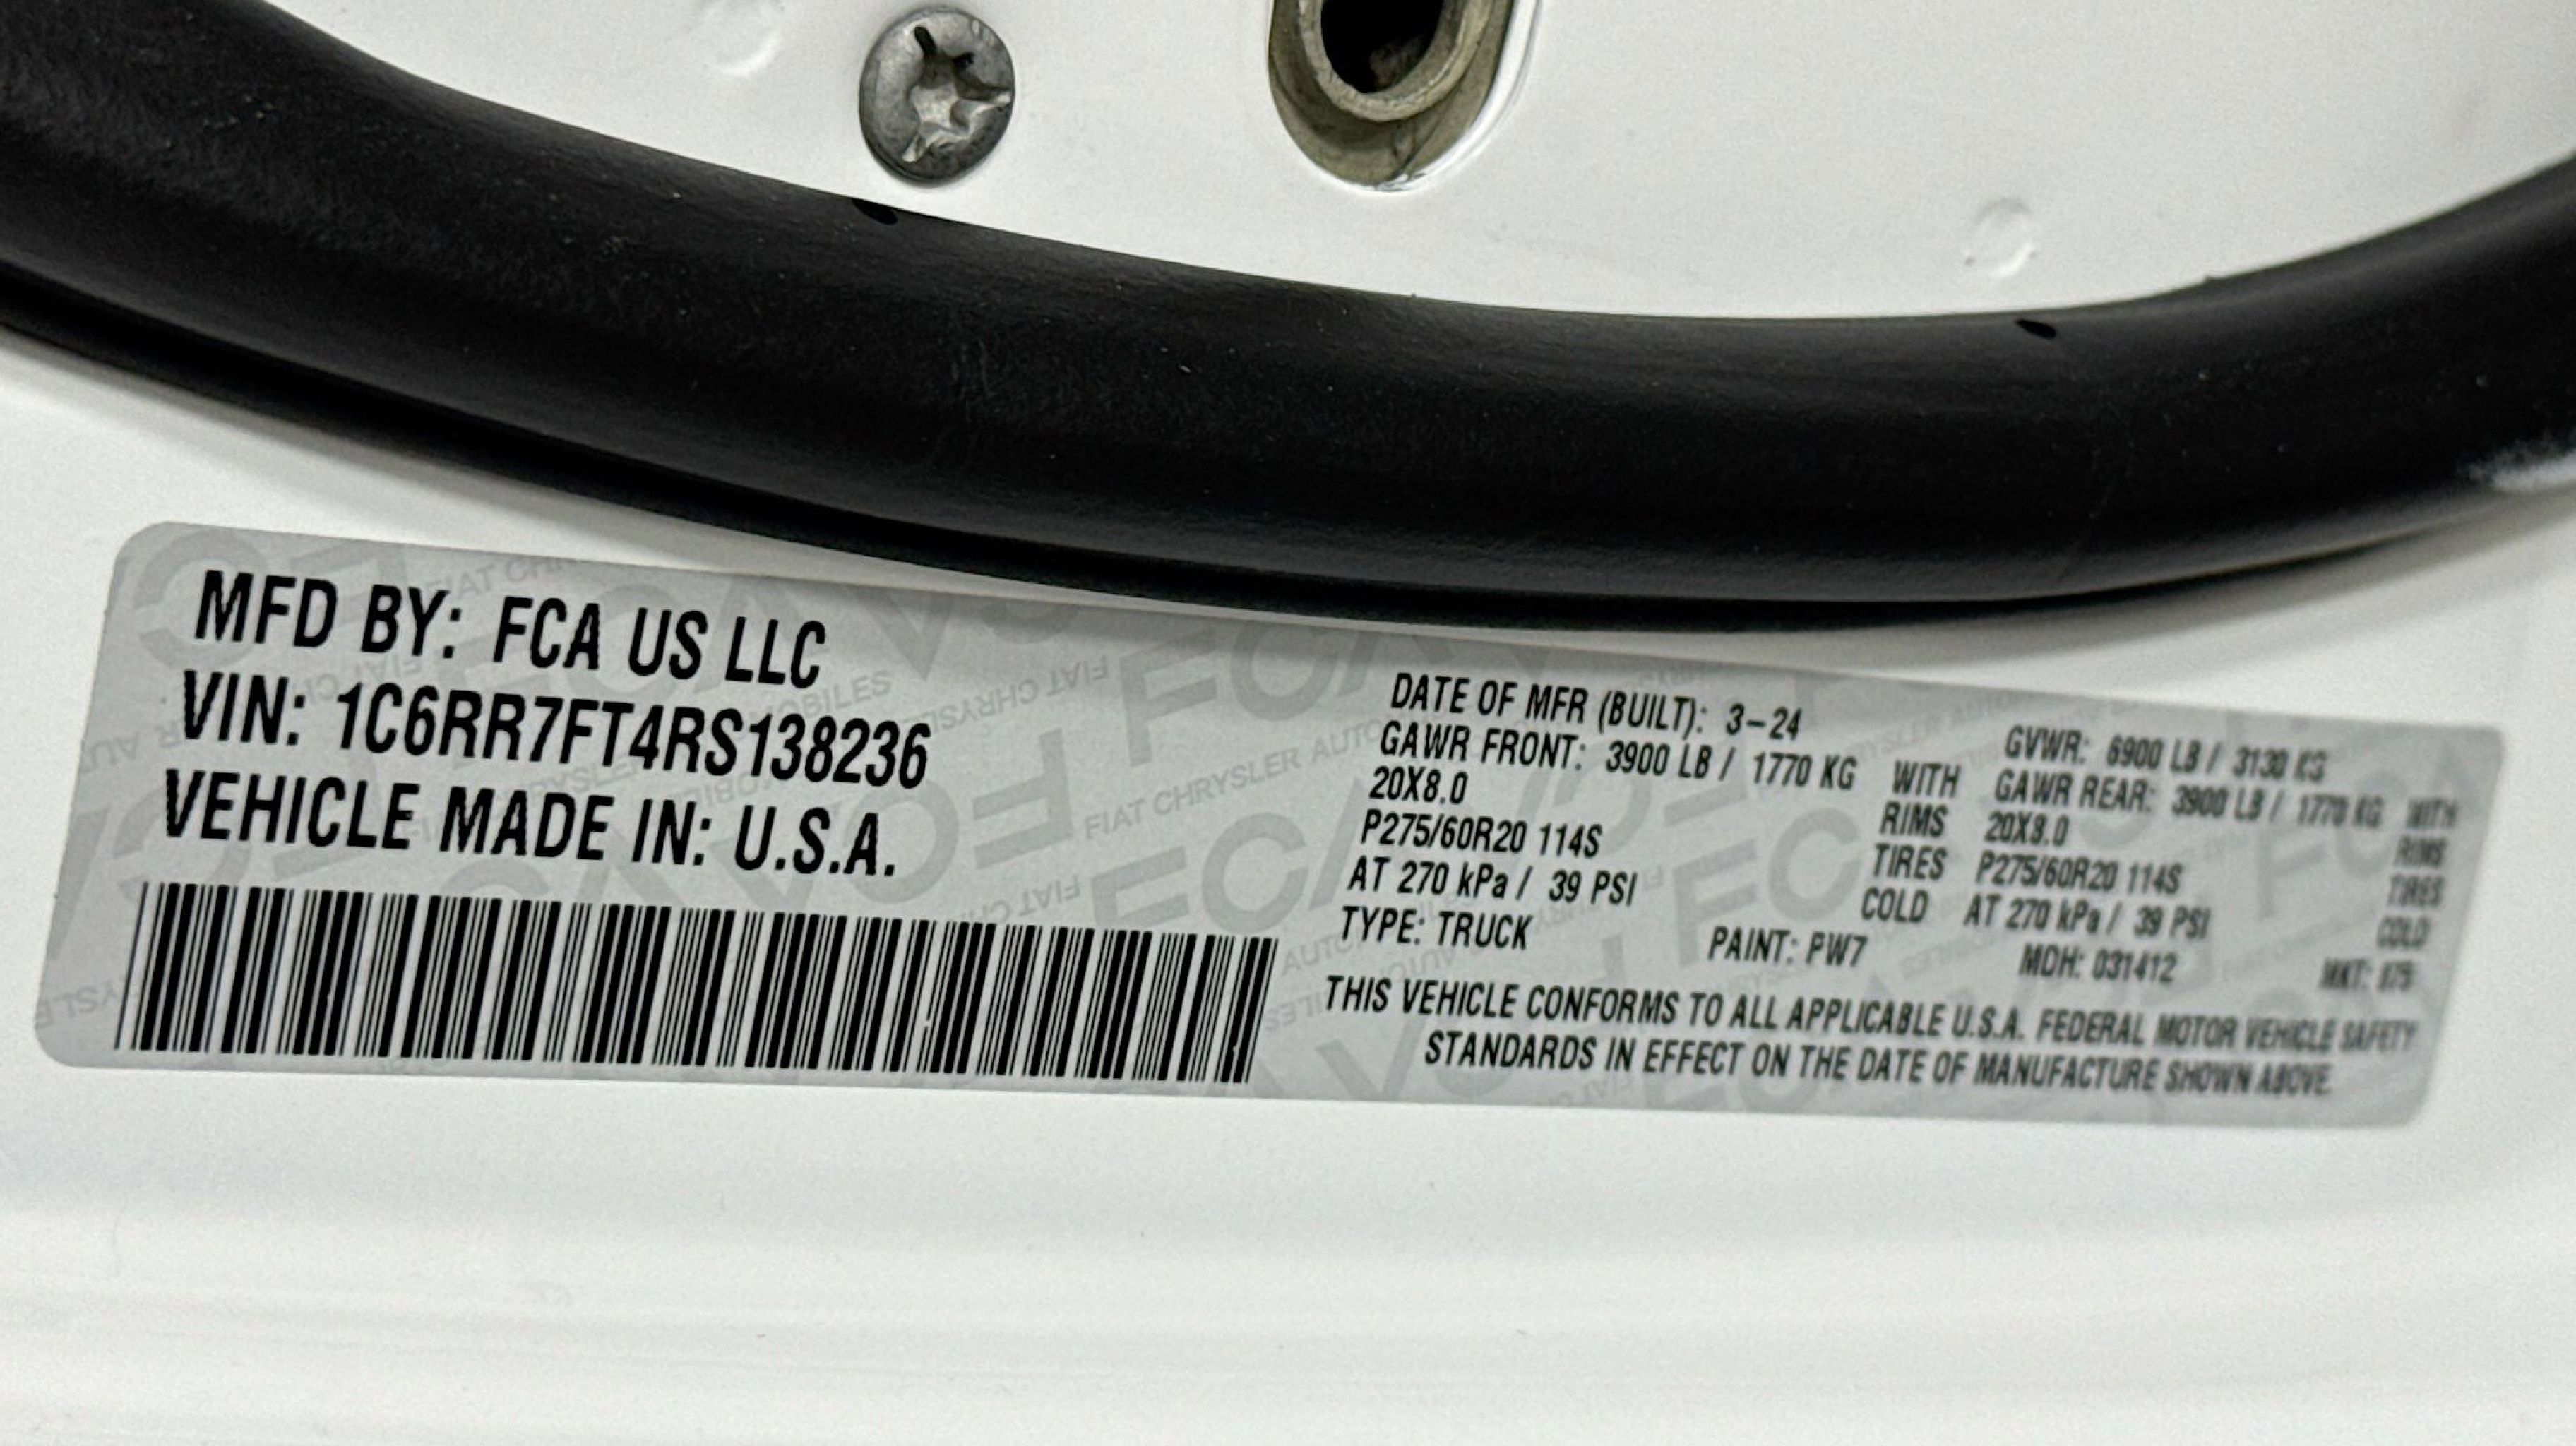 MFD BY: FCA US LLC
VIN: 1C6RR7FT4RS138236
VEHICLE MADE IN: U.S.A.
DATE OF MFR (BUILT): 3-24 GVWR: 6900 LB / 3130 KG
GAWR FRONT: 3900 LB / 1770 KG WITH GAWR REAR: 3900 LB / 1770 KG WITH
20X8.0 RIMS 20X8.0 RIMS
P275/60R20 114S TIRES P275/60R20 114S TIRES
AT 270 kPa / 39 PSI COLD AT 270 kPa / 39 PSI COLD
TYPE: TRUCK PAINT: PW7 MDH: 031412 MKT:
THIS VEHICLE CONFORMS TO ALL APPLICABLE U.S.A. FEDERAL MOTOR VEHICLE SAFETY
STANDARDS IN EFFECT ON THE DATE OF MANUFACTURE SHOWN ABOVE.